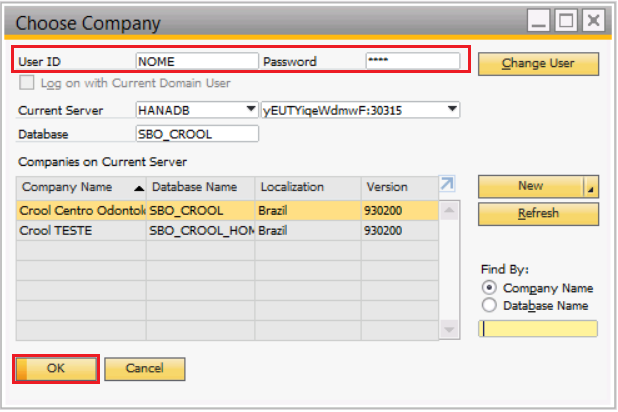 Choose Company
User ID NOME Password **** Change User
Log on with Current Domain User
Current Server HANADB yEUTYiqeWdmwF:30315
Database SBO_CROOL
Companies on Current Server
Company Name Database Name Localization Version New
Crool Centro Odontok SBO_CROOL Brazil 930200 Refresh
Crool TESTE SBO_CROOL_HOM Brazil 930200
Find By:
Company Name
Database Name
OK Cancel